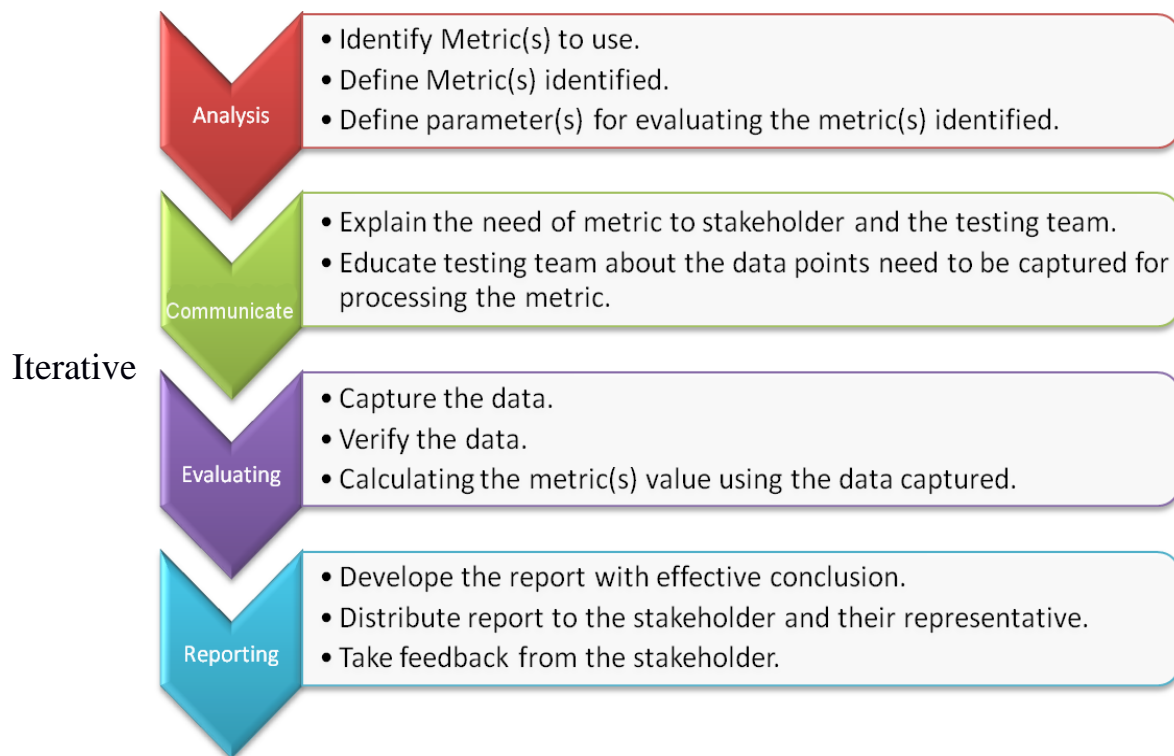 • Identify Metric(s) to use.
• Define Metric(s) identified.
Analysis
• Define parameter(s) for evaluating the metric(s) identified.
• Explain the need of metric to stakeholder and the testing team.
• Educate testing team about the data points need to be captured for
processing the metric.
Communicate
Iterative
• Capture the data.
• Verify the data.
Evaluating
• Calculating the metric(s) value using the data captured.
• Develope the report with effective conclusion.
• Distribute report to the stakeholder and their representative.
Reporting
• Take feedback from the stakeholder.